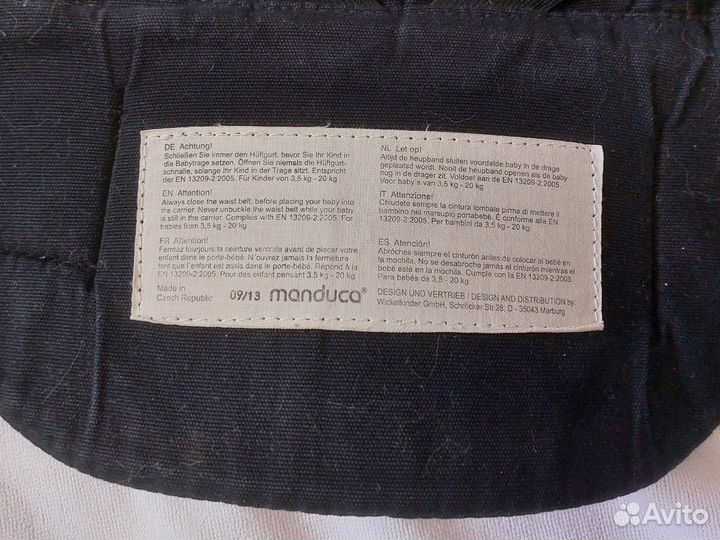 DE Achtung!
Schließen Sie immer den Hüftgurt, bevor Sie Ihr Kind in
die Babytrage setzen. Öffnen Sie niemals die Hüftgurt-
schnalle, solange Ihr Kind in der Trage sitzt. Entspricht
der EN 13209-2:2005. Für Kinder von 3,5 kg - 20 kg
EN Attention!
Always close the waist belt, before placing your baby into
the carrier. Never unbuckle the waist belt while your baby
is still in the carrier. Complies with EN 13209-2:2005. For
babies from 3,5 kg - 20 kg
FR Attention!
Fermez toujours la ceinture ventrale avant de placer votre
enfant dans le porte-bébé. N'ouvrez jamais la fermeture
tant que l'enfant est assis dans le porte-bébé. Répond à la
EN 13209-2:2005. Pour des enfant pensant 3,5 kg - 20 kg
Made in
Czech Republic
09/13
manduca®
NL Let op!
Altijd de heupband sluiten voordatde baby in de drage
geplaatsd wordt. Nooit de heupband openen als de baby
nog in de drager zit. Voldoet aan de EN 13209-2:2005.
Voor baby's van 3,5 kg - 20 kg
IT Attenzione!
Chiudete sempre la cintura lombale prima di mettere il
bambino nel marsupio portabebè. È conforme alla EN
13209-2:2005. Per bambini da 3,5 kg - 20 kg
ES Atención!
Abróches siempre el cinturón antes de colocar al bebé en
la mochilla. No se desabroche jamás el cinturón mientras el
bebé esté en la mochilla. Cumple con la EN 13209-2:2005
Para bebés de 3,5 - 20 kg
DESIGN UND VERTRIEB / DESIGN AND DISTRIBUTION by
Wickelkinder GmbH, Schröcker Str.28, D - 35043 Marburg
Avito